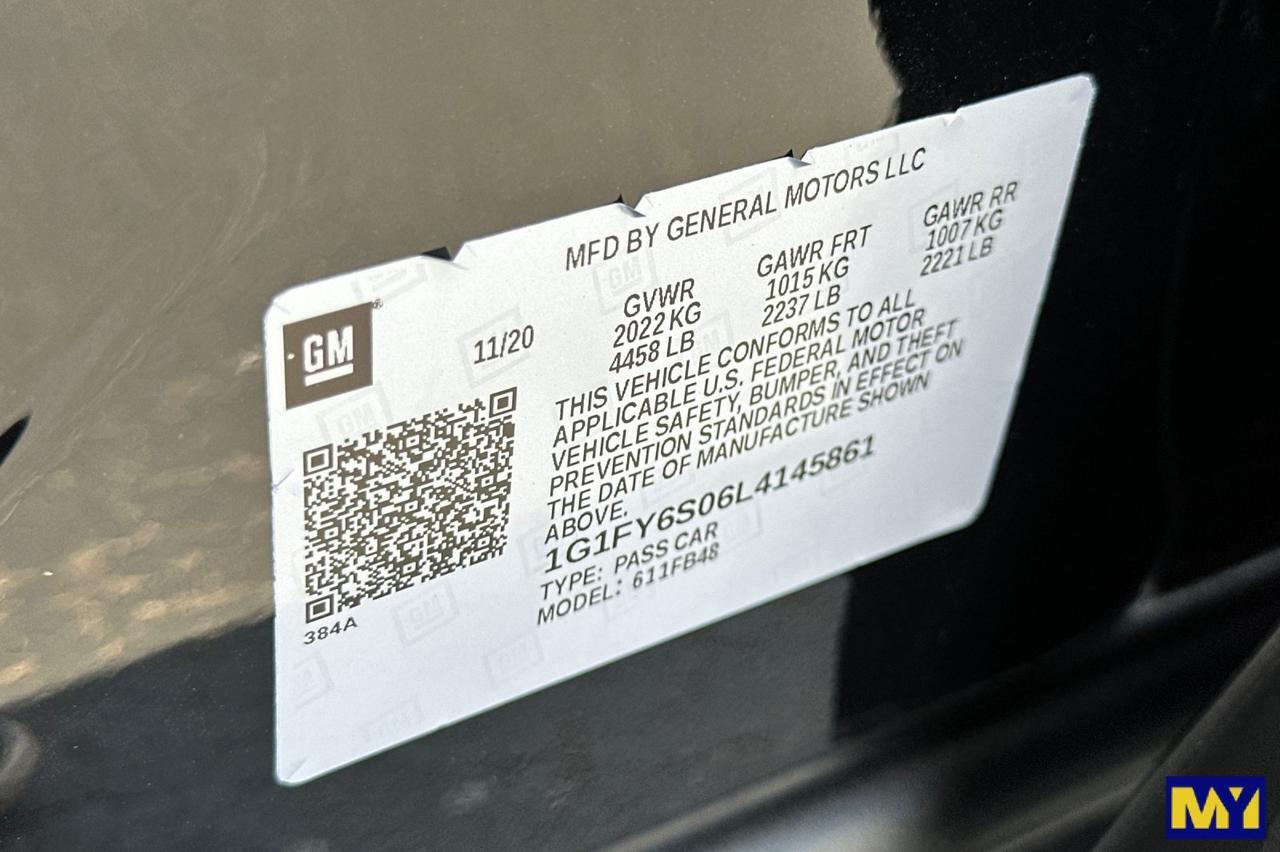 MFD BY GENERAL MOTORS LLC
GM®
11/20
GVWR
2022 KG
4458 LB
GAWR FRT
1015 KG
2237 LB
GAWR RR
1007 KG
2221 LB
THIS VEHICLE CONFORMS TO ALL
APPLICABLE U.S. FEDERAL MOTOR
VEHICLE SAFETY, BUMPER, AND THEFT
PREVENTION STANDARDS IN EFFECT ON
THE DATE OF MANUFACTURE SHOWN
ABOVE.
1G1FY6S06L4145861
TYPE: PASS CAR
MODEL: 611FB48
384A
MY